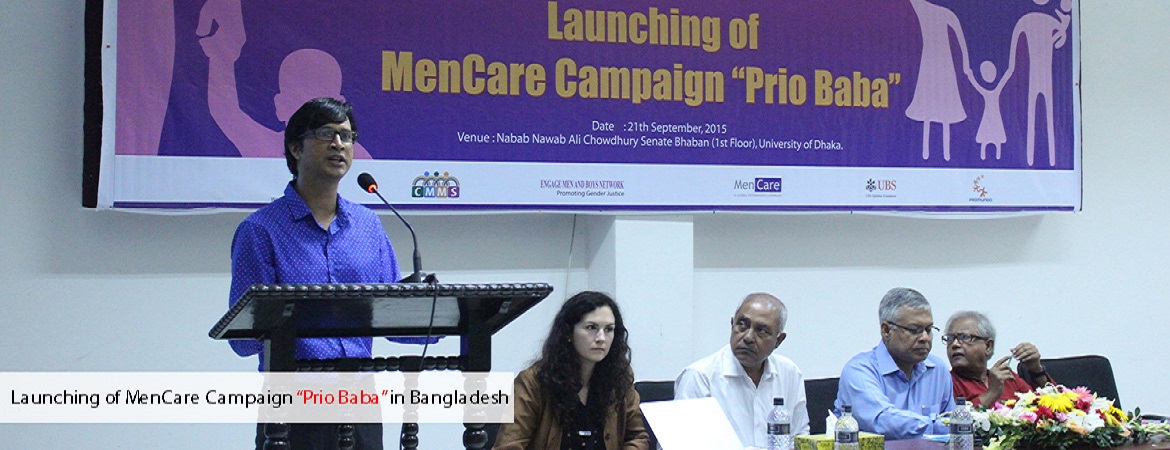 Launching of
MenCare Campaign “Prio Baba”
Date : 21th September, 2015
Venue : Nabab Nawab Ali Chowdhury Senate Bhaban (1st Floor), University of Dhaka.
CMMS
ENGAGE MEN AND BOYS NETWORK
Promoting Gender Justice
MenCare
UBS
PROMUNDO
Launching of MenCare Campaign “Prio Baba” in Bangladesh